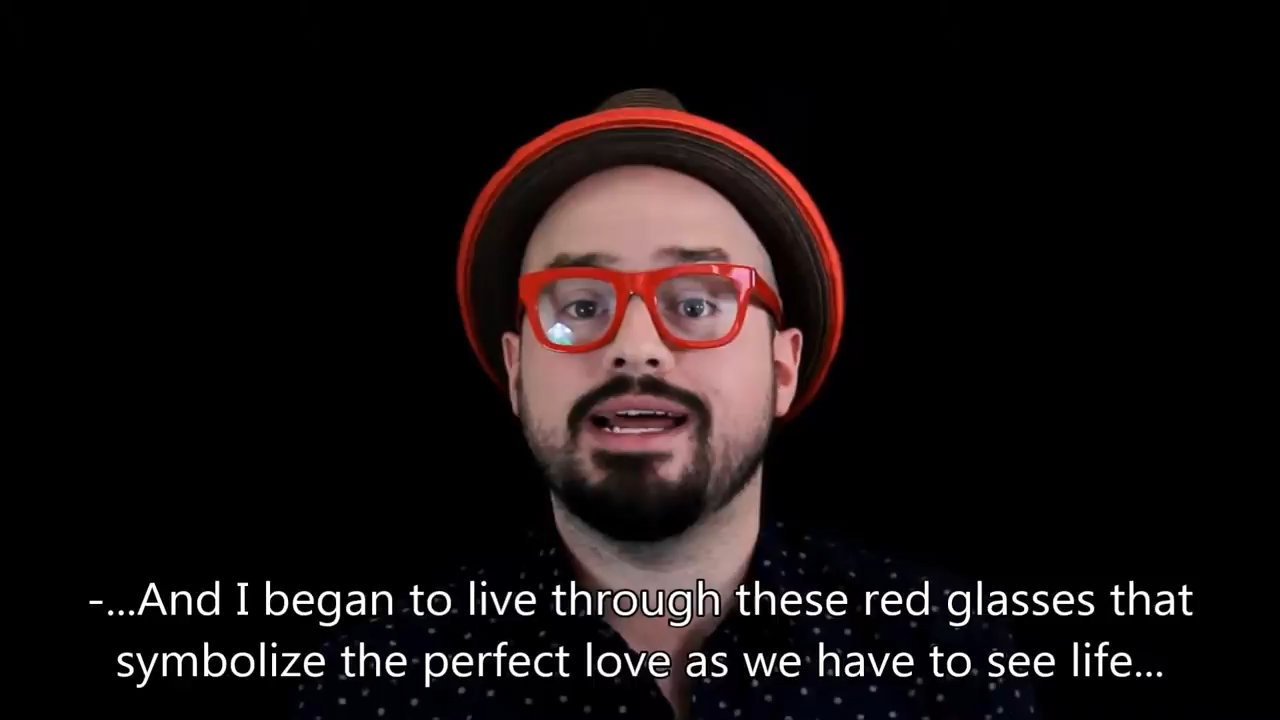 -...And I began to live through these red glasses that
symbolize the perfect love as we have to see life...